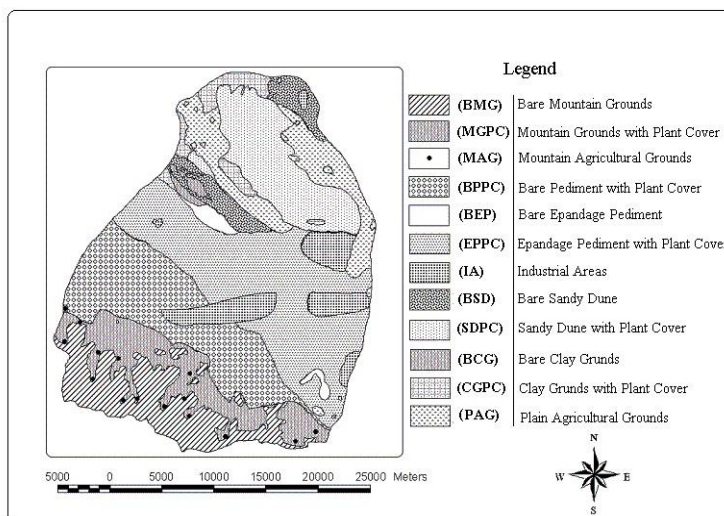 Legend
(BMG) Bare Mountain Grounds
(MGPC) Mountain Grounds with Plant Cover
(MAG) Mountain Agricultural Grounds
(BPPC) Bare Pediment with Plant Cover
(BEP) Bare Epandage Pediment
(EPPC) Epandage Pediment with Plant Cove
(IA) Industrial Areas
(BSD) Bare Sandy Dune
(SDPC) Sandy Dune with Plant Cover
(BCG) Bare Clay Grunds
(CGPC) Clay Grunds with Plant Cover
(PAG) Plain Agricultural Grounds
5000 0 5000 10000 15000 20000 25000 Meters
N
W E
S